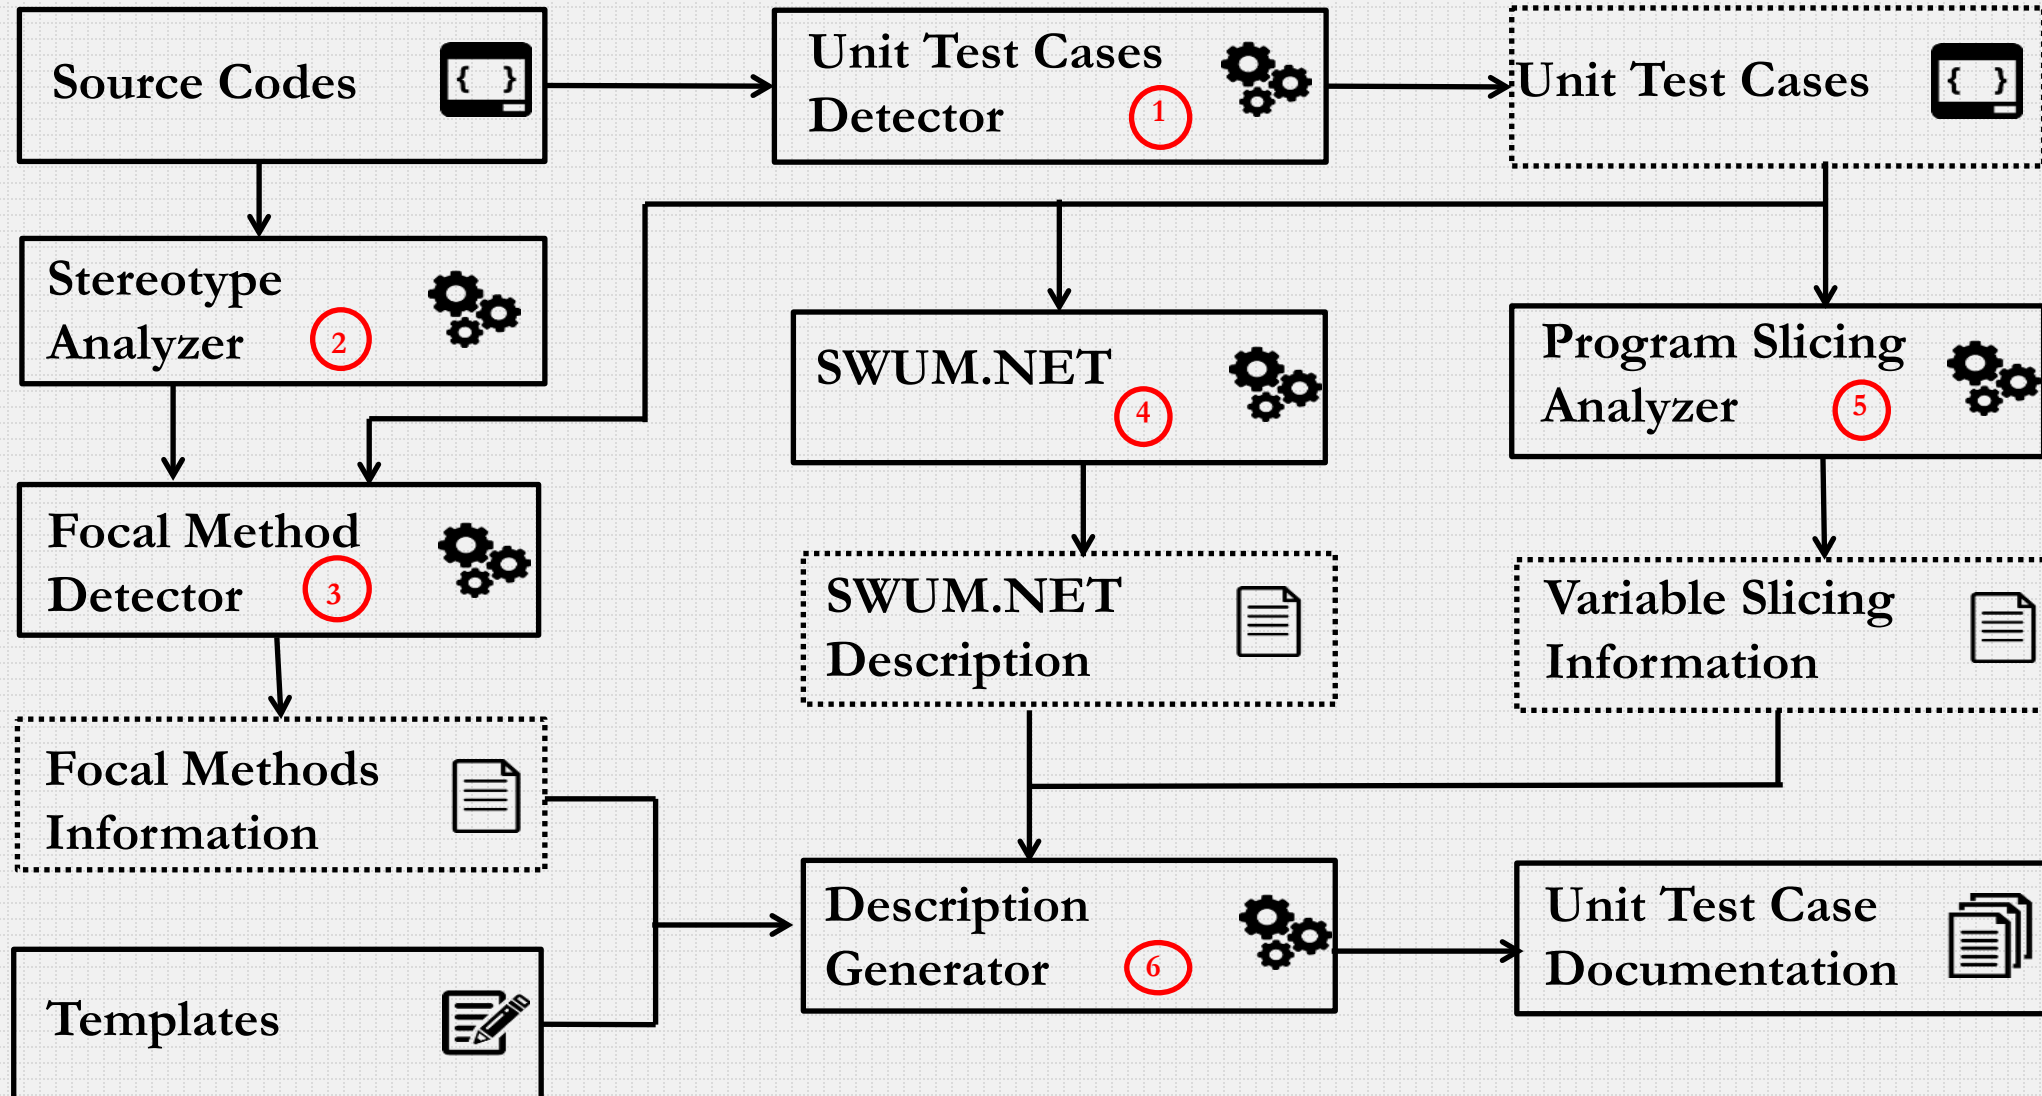 Source Codes
{ }
Unit Test Cases
Detector
1
Unit Test Cases
{ }
Stereotype
Analyzer
2
SWUM.NET
4
Program Slicing
Analyzer
5
Focal Method
Detector
3
SWUM.NET
Description
Variable Slicing
Information
Focal Methods
Information
Description
Generator
6
Unit Test Case
Documentation
Templates